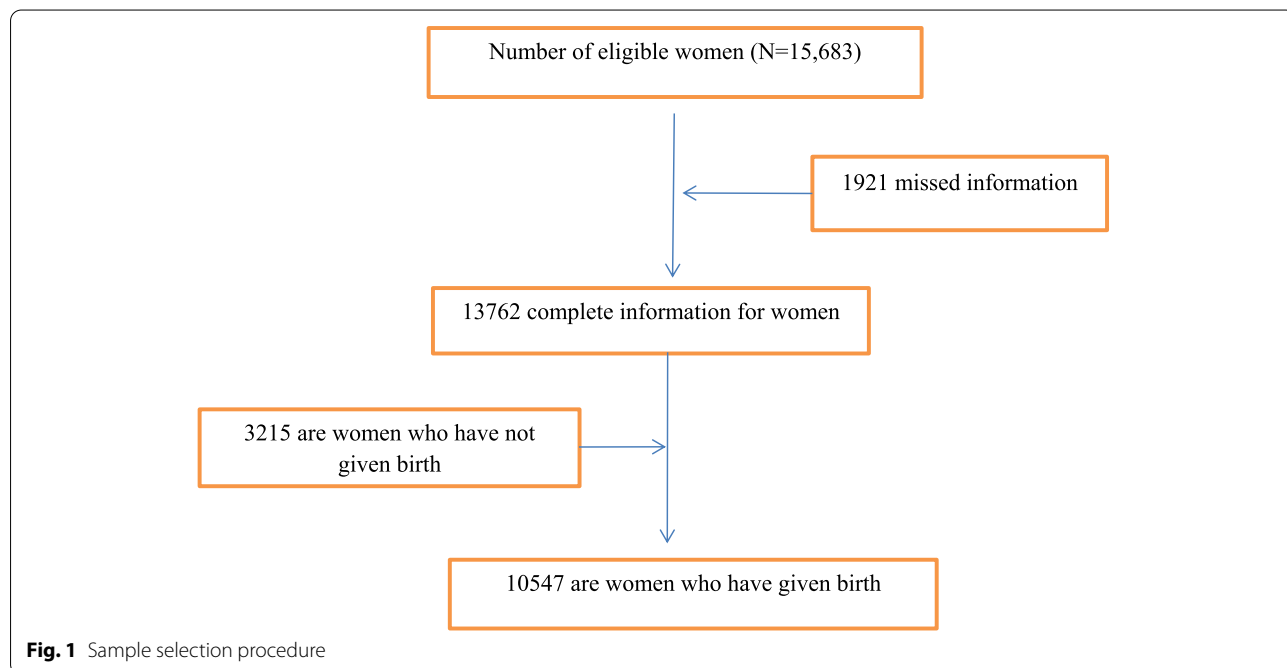 Number of eligible women (N=15,683)
1921 missed information
13762 complete information for women
3215 are women who have not
given birth
10547 are women who have given birth
Fig. 1 Sample selection procedure